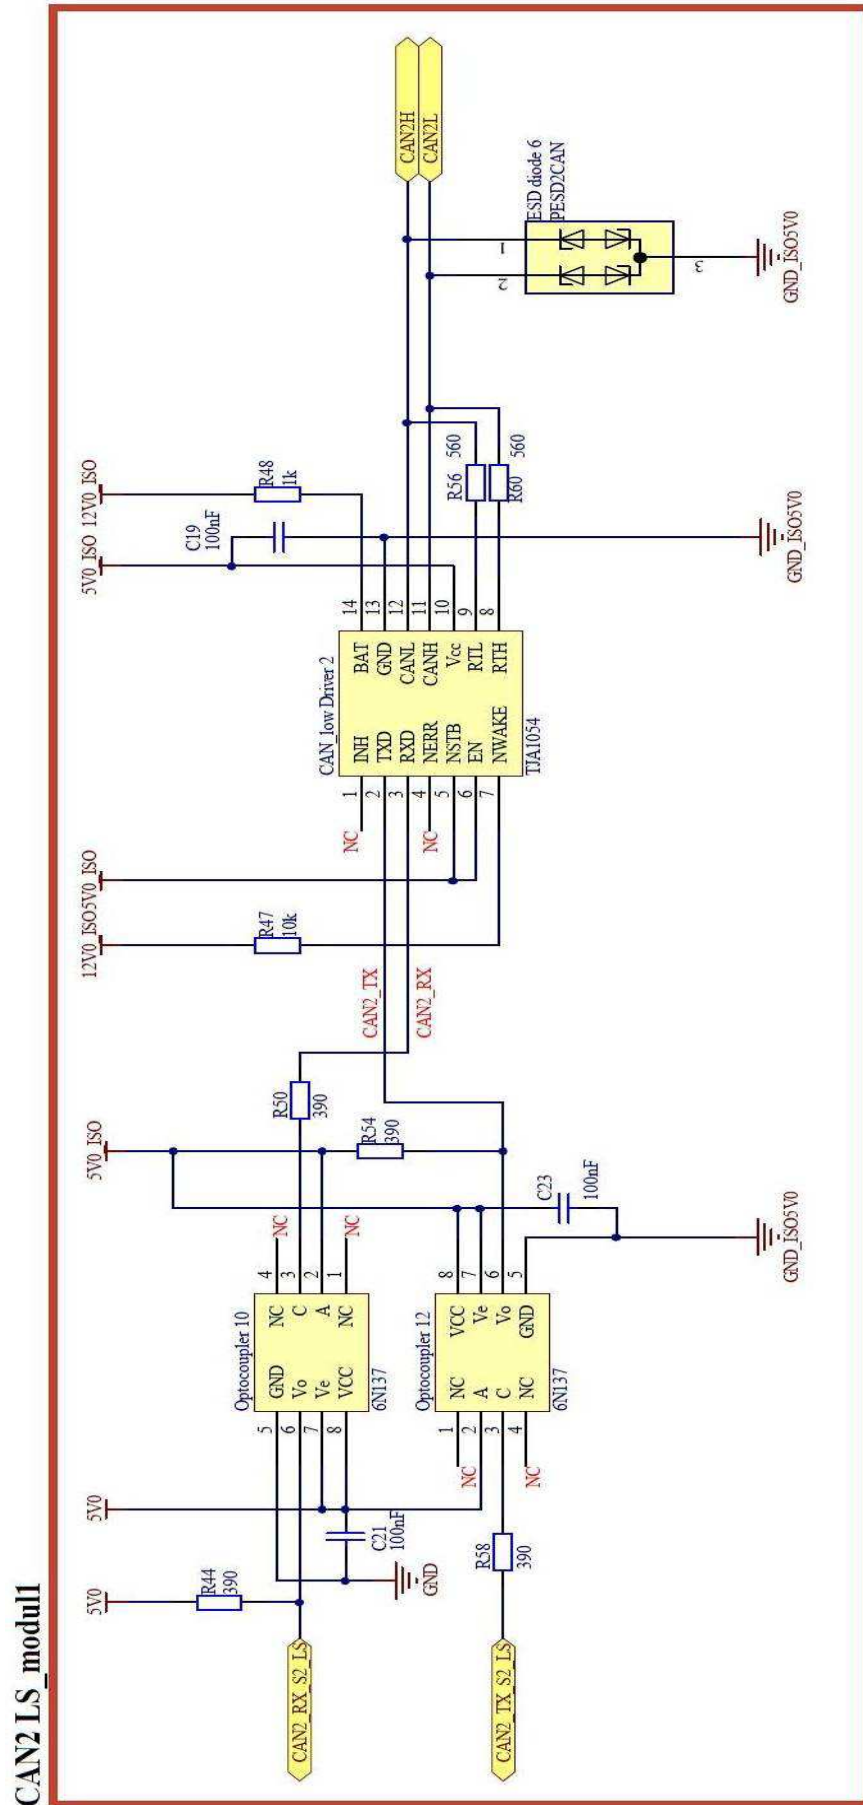 CAN2 LS_modul1
5V0
R44
390
CAN2_RX_S2_LS
5V0
C21
100nF
GND
R58
390
CAN2_TX_S2_LS
Optocoupler 10
GND
Vo
Ve
VCC
NC
C
A
NC
5
6
7
8
4
3
2
1
NC
NC
6N137
Optocoupler 12
NC
A
C
NC
VCC
Ve
Vo
GND
1
2
3
4
8
7
6
5
NC
NC
6N137
C23
100nF
GND_ISO5V0
5V0_ISO
R54
390
R50
390
CAN2_TX
CAN2_RX
12V0_ISO
R47
10k
5V0_ISO
NC
NC
CAN_low Driver 2
1
2
3
4
5
6
7
INH
TXD
RXD
NERR
NSTB
EN
NWAKE
BAT
GND
CANL
CANH
Vcc
RTL
RTH
14
13
12
11
10
9
8
TJA1054
5V0_ISO
C19
100nF
12V0_ISO
R48
1k
R56
560
R60
560
GND_ISO5V0
ESD diode 6
PESD2CAN
1
2
3
GND_ISO5V0
CAN2H
CAN2L